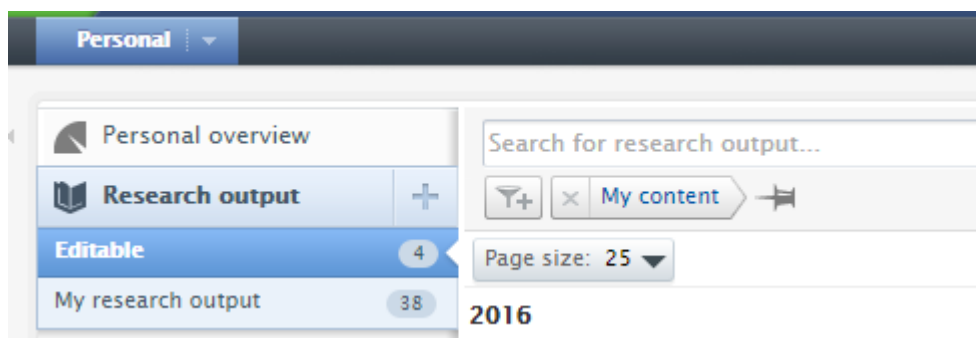 Personal
Personal overview
Research output
Editable 4
My research output 38
Search for research output...
My content
Page size: 25
2016